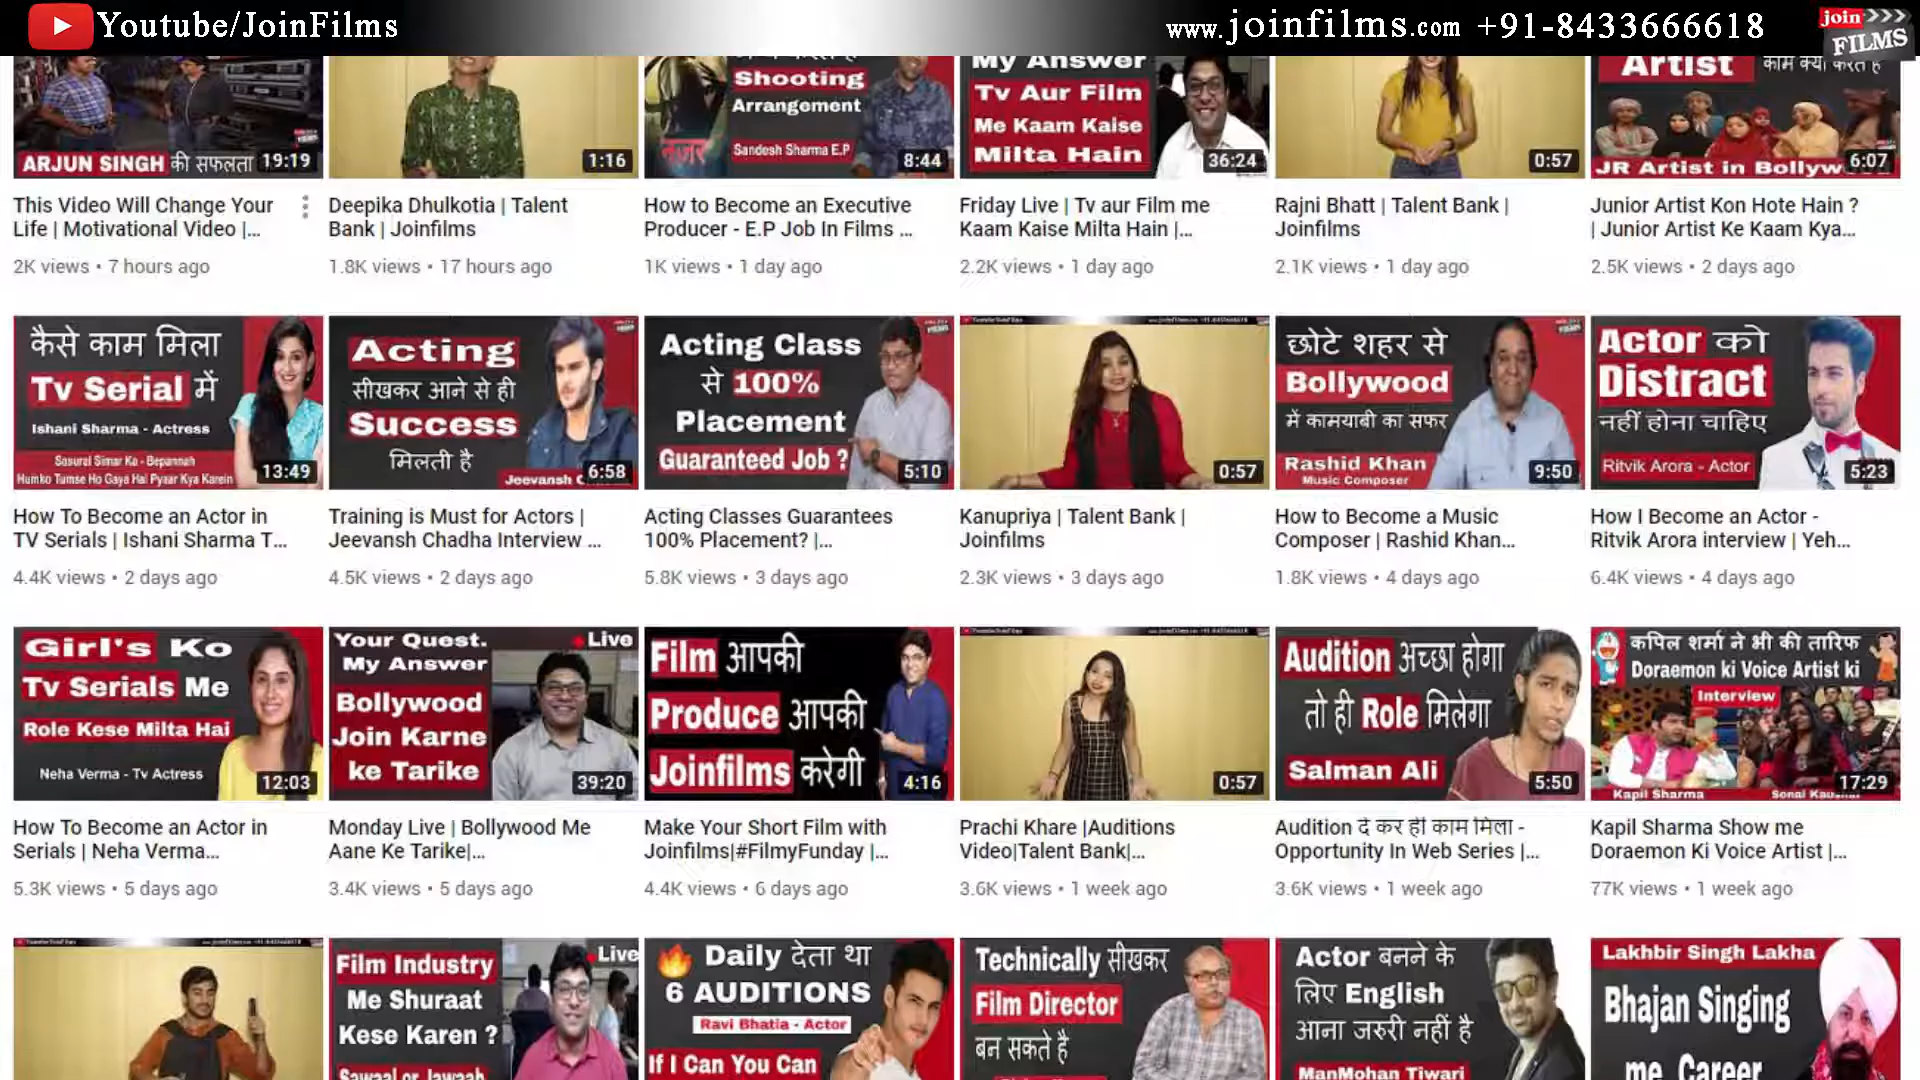 Youtube/JoinFilms
www.joinfilms.com +91-8433666618
join
FILMS
ARJUN SINGH की सफलता 19:19
This Video Will Change Your
Life | Motivational Video |...
2K views • 7 hours ago
1:16
Deepika Dhulkotia | Talent
Bank | Joinfilms
1.8K views • 17 hours ago
Shooting
Arrangement
नज़र
Sandesh Sharma E.P
8:44
How to Become an Executive
Producer - E.P Job In Films ...
1K views • 1 day ago
My Answer
Tv Aur Film
Me Kaam Kaise
Milta Hain
36:24
Friday Live | Tv aur Film me
Kaam Kaise Milta Hain |...
2.2K views • 1 day ago
0:57
Rajni Bhatt | Talent Bank |
Joinfilms
2.1K views • 1 day ago
Artist काम क्या करते है
JR Artist in Bollyw
6:07
Junior Artist Kon Hote Hain ?
| Junior Artist Ke Kaam Kya...
2.5K views • 2 days ago
कैसे काम मिला
Tv Serial में
Ishani Sharma - Actress
Sasural Simar Ka - Bepannah
Humko Tumse Ho Gaya Hai Pyaar Kya Karein
13:49
How To Become an Actor in
TV Serials | Ishani Sharma T...
4.4K views • 2 days ago
Acting
सीखकर आने से ही
Success
मिलती है
Jeevansh
6:58
Training is Must for Actors |
Jeevansh Chadha Interview ...
4.5K views • 2 days ago
Acting Class
से 100%
Placement
Guaranteed Job ?
5:10
Acting Classes Guarantees
100% Placement? |...
5.8K views • 3 days ago
0:57
Kanupriya | Talent Bank |
Joinfilms
2.3K views • 3 days ago
छोटे शहर से
Bollywood
में कामयाबी का सफर
Rashid Khan
Music Composer
9:50
How to Become a Music
Composer | Rashid Khan...
1.8K views • 4 days ago
Actor को
Distract
नहीं होना चाहिए
Ritvik Arora - Actor
5:23
How I Become an Actor -
Ritvik Arora interview | Yeh...
6.4K views • 4 days ago
Girl's Ko
Tv Serials Me
Role Kese Milta Hai
Neha Verma - Tv Actress
12:03
How To Become an Actor in
Serials | Neha Verma...
5.3K views • 5 days ago
Your Quest. Live
My Answer
Bollywood
Join Karne
ke Tarike
39:20
Monday Live | Bollywood Me
Aane Ke Tarike|...
3.4K views • 5 days ago
Film आपकी
Produce आपकी
Joinfilms करेगी
4:16
Make Your Short Film with
Joinfilms|#FilmyFunday |...
4.4K views • 6 days ago
0:57
Prachi Khare |Auditions
Video|Talent Bank|...
3.6K views • 1 week ago
Audition अच्छा होगा
तो ही Role मिलेगा
Salman Ali
5:50
Audition दे कर ही काम मिला -
Opportunity In Web Series |...
3.6K views • 1 week ago
कपिल शर्मा ने भी की तारिफ
Doraemon ki Voice Artist ki
Interview
17:29
Kapil Sharma
Kapil Sharma Show me
Doraemon Ki Voice Artist |...
77K views • 1 week ago
Film Industry Live
Me Shuraat
Kese Karen ?
Sawaal or Jawaab
Daily देता था
6 AUDITIONS
Ravi Bhatia - Actor
If I Can You Can
Technically सीखकर
Film Director
बन सकते है
Actor बनने के
लिए English
आना जरुरी नहीं है
ManMohan Tiwari
Lakhbir Singh Lakha
Bhajan Singing
me Career